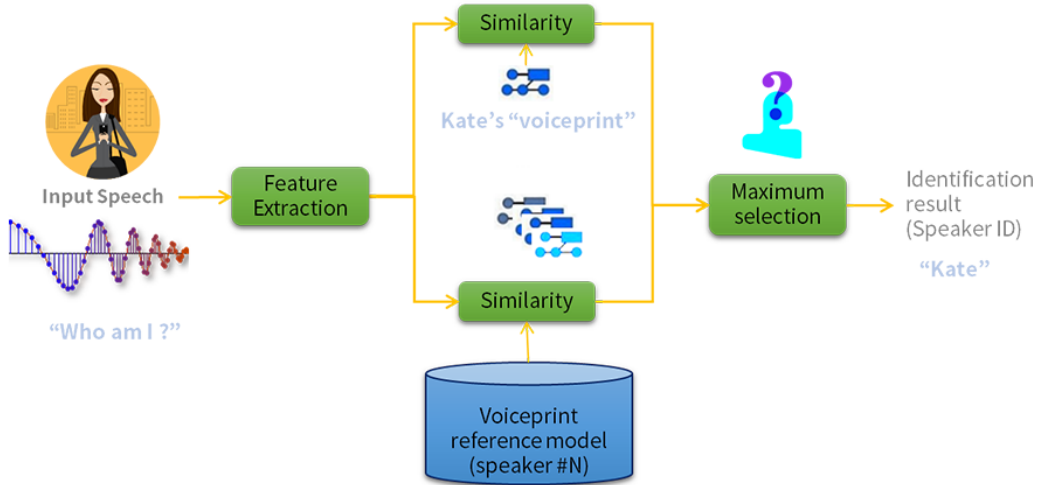 Similarity
Kate's “voiceprint”
?
Input Speech
Feature
Extraction
Maximum
selection
Identification
result
(Speaker ID)
“Kate”
“Who am I ?”
Similarity
Voiceprint
reference model
(speaker #N)